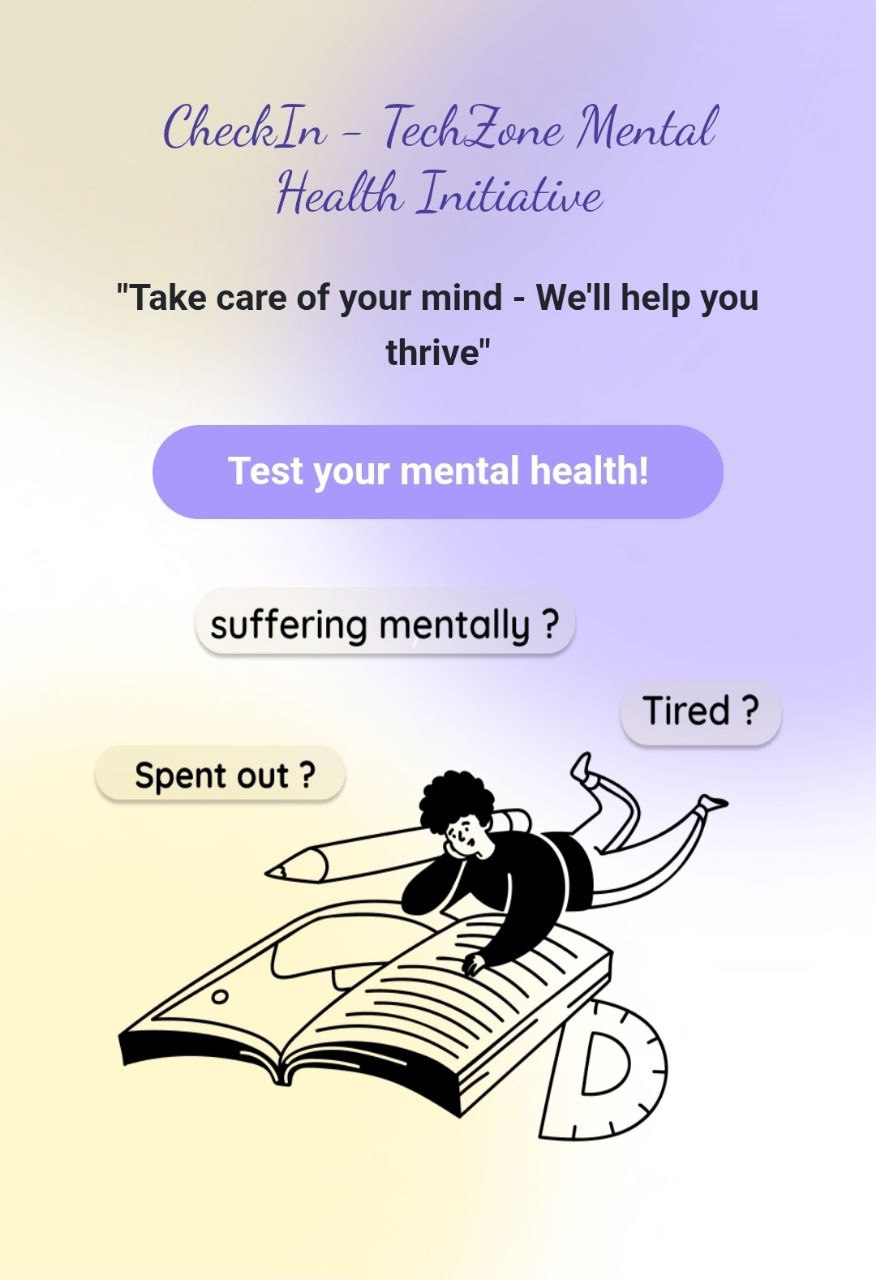 CheckIn - TechZone Mental
Health Initiative
"Take care of your mind - We'll help you
thrive"
Test your mental health!
suffering mentally ?
Tired ?
Spent out ?